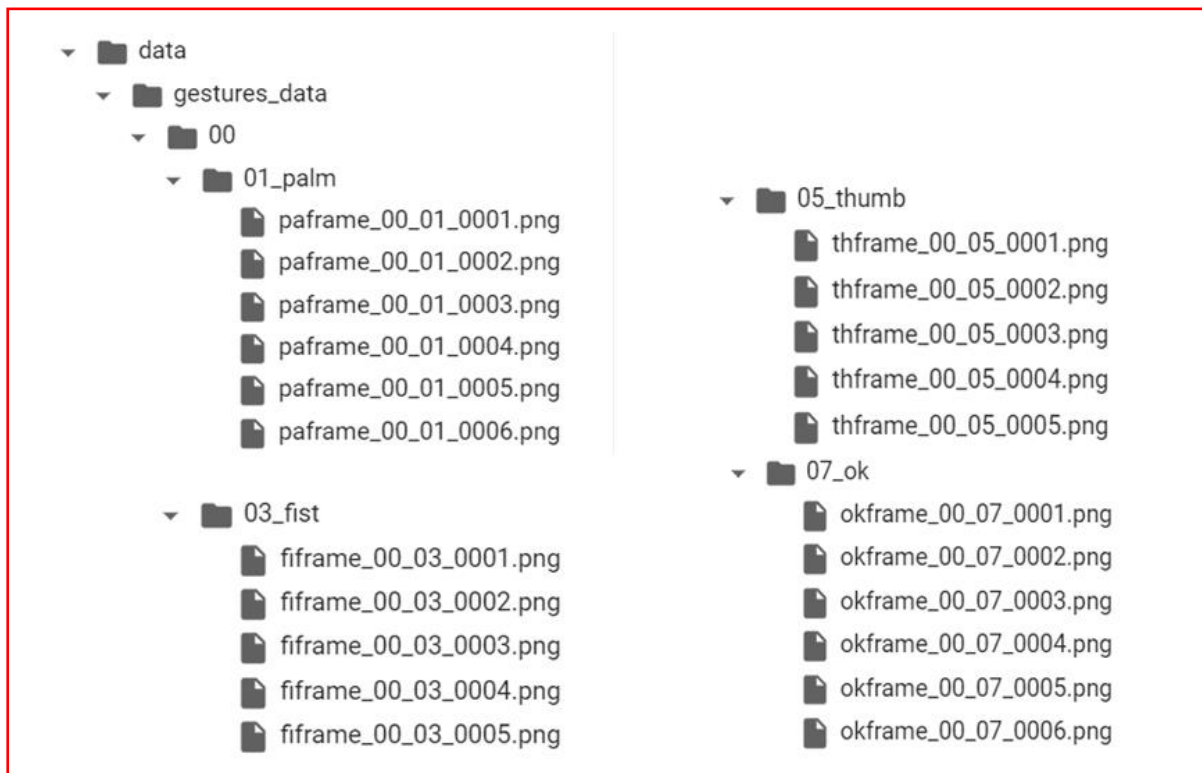 data
gestures_data
00
01_palm
paframe_00_01_0001.png
paframe_00_01_0002.png
paframe_00_01_0003.png
paframe_00_01_0004.png
paframe_00_01_0005.png
paframe_00_01_0006.png
03_fist
fiframe_00_03_0001.png
fiframe_00_03_0002.png
fiframe_00_03_0003.png
fiframe_00_03_0004.png
fiframe_00_03_0005.png
05_thumb
thframe_00_05_0001.png
thframe_00_05_0002.png
thframe_00_05_0003.png
thframe_00_05_0004.png
thframe_00_05_0005.png
07_ok
okframe_00_07_0001.png
okframe_00_07_0002.png
okframe_00_07_0003.png
okframe_00_07_0004.png
okframe_00_07_0005.png
okframe_00_07_0006.png